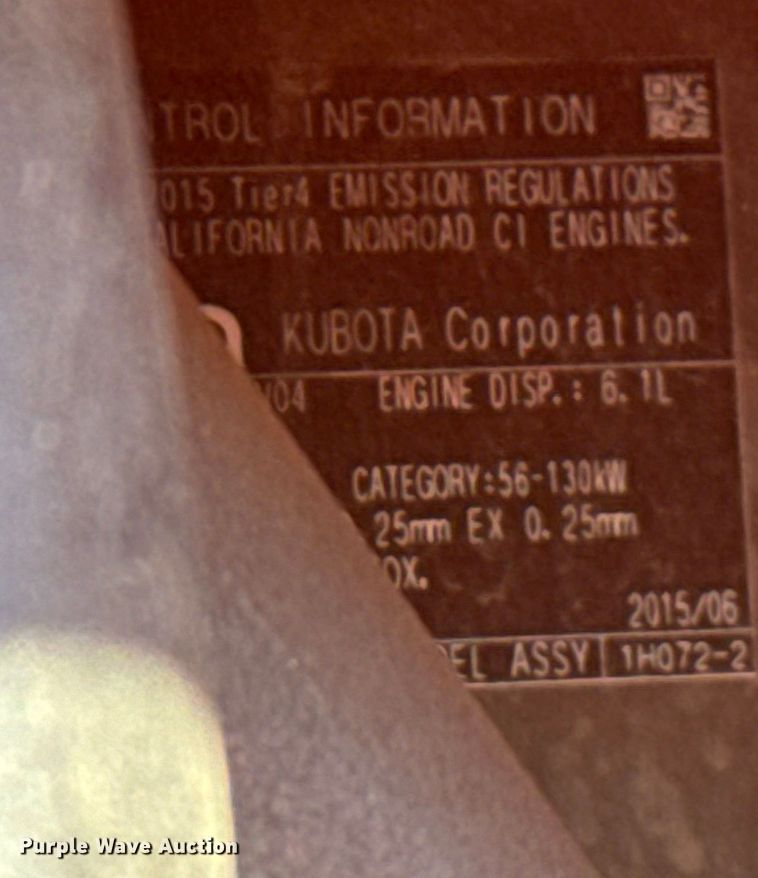 TROL INFORMATION
015 Tier4 EMISSION REGULATIONS
ALIFORNIA NONROAD CI ENGINES.
KUBOTA Corporation
V04 ENGINE DISP.: 6.1L
CATEGORY:56-130kW
25mm EX 0.25mm
OX.
2015/06
EL ASSY 1H072-2
Purple Wave Auction